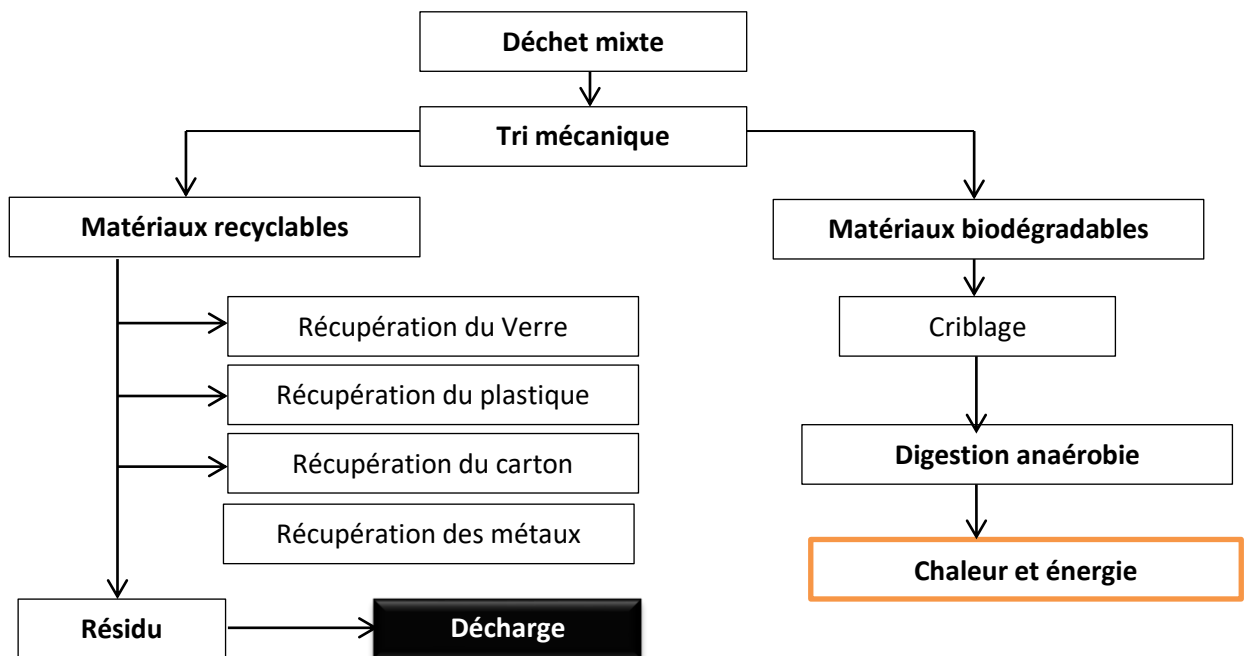 Déchet mixte
Tri mécanique
Matériaux recyclables
Matériaux biodégradables
Récupération du Verre
Criblage
Récupération du plastique
Récupération du carton
Digestion anaérobie
Récupération des métaux
Chaleur et énergie
Résidu
Décharge